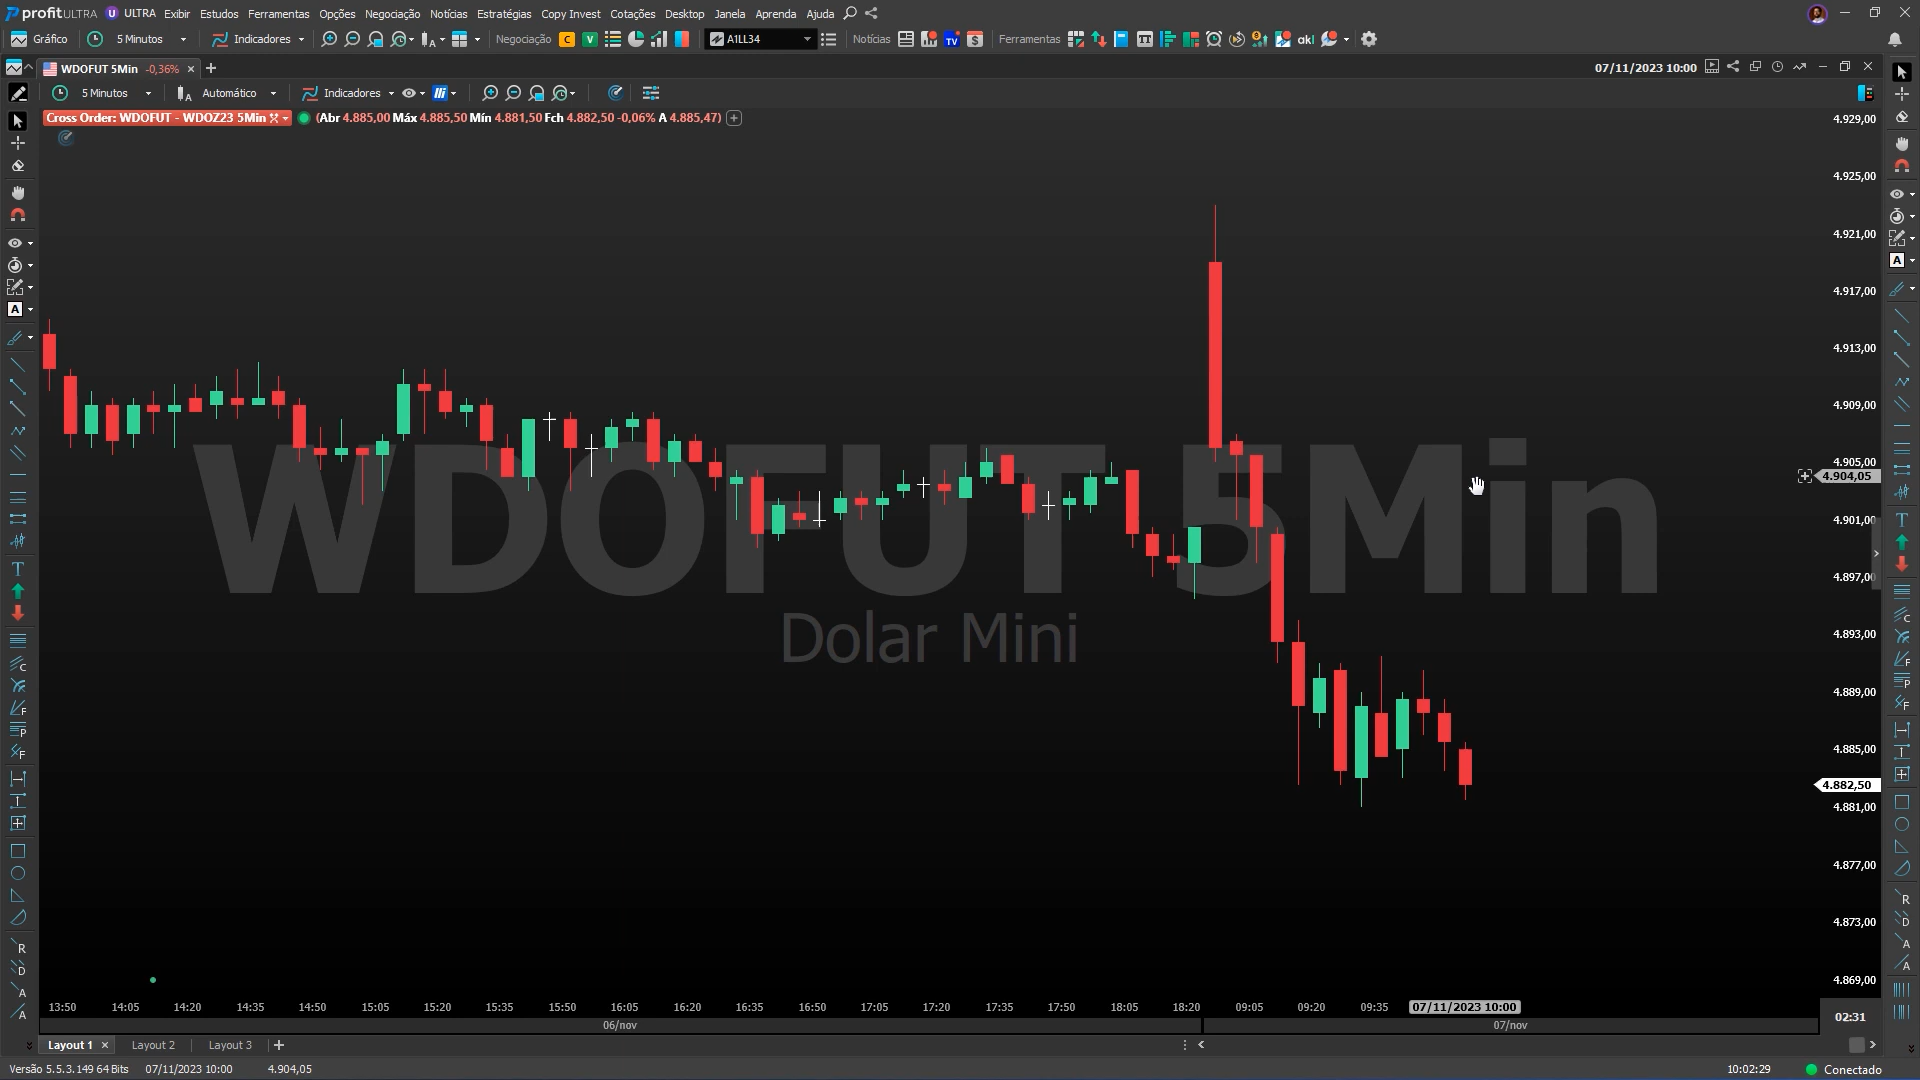 profitULTRA U ULTRA Exibir Estudos Ferramentas Opções Negociação Notícias Estratégias Copy Invest Cotações Desktop Janela Aprenda Ajuda
Gráfico 5 Minutos Indicadores Negociação C V A1LL34 Notícias TV $ Ferramentas TT akl
WDOFUT 5Min -0,36% × + 07/11/2023 10:00
5 Minutos Automático Indicadores
Cross Order: WDOFUT - WDOZ23 5Min (Abr 4.885,00 Máx 4.885,50 Mín 4.881,50 Fch 4.882,50 -0,06% A 4.885,47)
4.929,00
4.925,00
4.921,00
4.917,00
4.913,00
4.909,00
4.905,00
4.904,05
4.901,00
4.897,00
4.893,00
4.889,00
4.885,00
4.882,50
4.881,00
4.877,00
4.873,00
4.869,00
WDOFUT 5Min
Dolar Mini
13:50 14:05 14:20 14:35 14:50 15:05 15:20 15:35 15:50 16:05 16:20 16:35 16:50 17:05 17:20 17:35 17:50 18:05 18:20 09:05 09:20 09:35 07/11/2023 10:00
06/nov 07/nov
02:31
Layout 1 × Layout 2 Layout 3 +
Versão 5.5.3.149 64 Bits 07/11/2023 10:00 4.904,05 10:02:29 Conectado